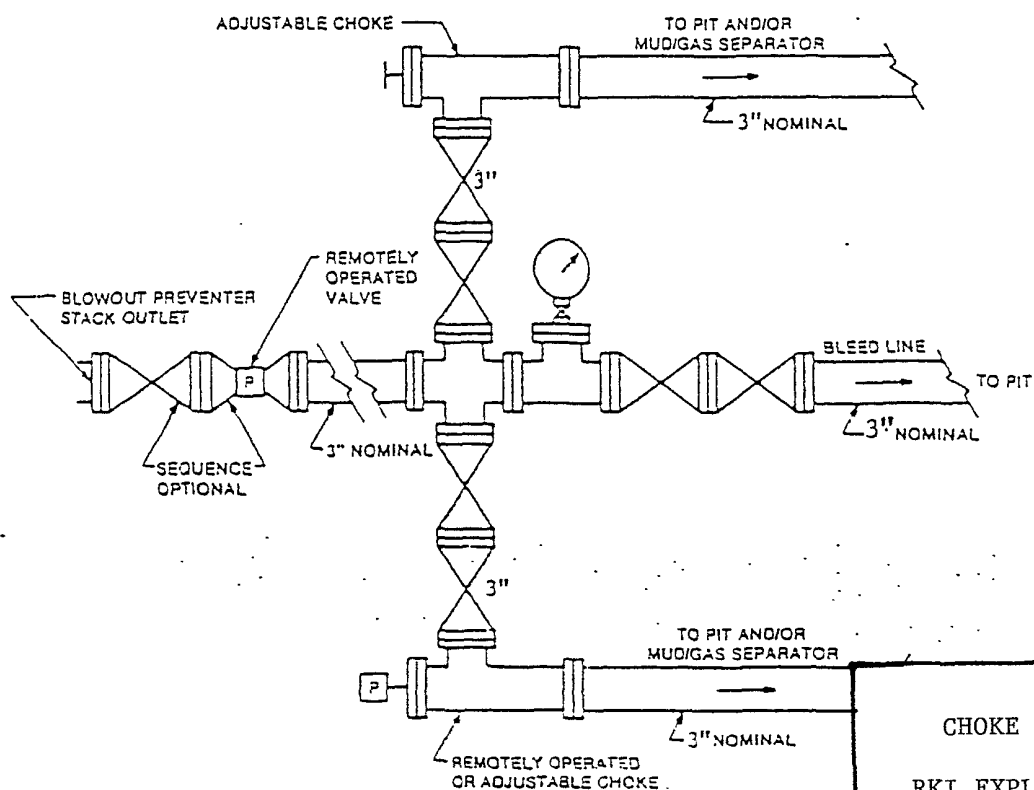 ADJUSTABLE CHOKE
TO PIT AND/OR
MUD/GAS SEPARATOR
3" NOMINAL
3"
REMOTELY
OPERATED
VALVE
BLOWOUT PREVENTER
STACK OUTLET
P
BLEED LINE
TO PIT
3" NOMINAL
3" NOMINAL
SEQUENCE
OPTIONAL
3"
TO PIT AND/OR
MUD/GAS SEPARATOR
P
3" NOMINAL
REMOTELY OPERATED
OR ADJUSTABLE CHOKE
CHOKE
RKI